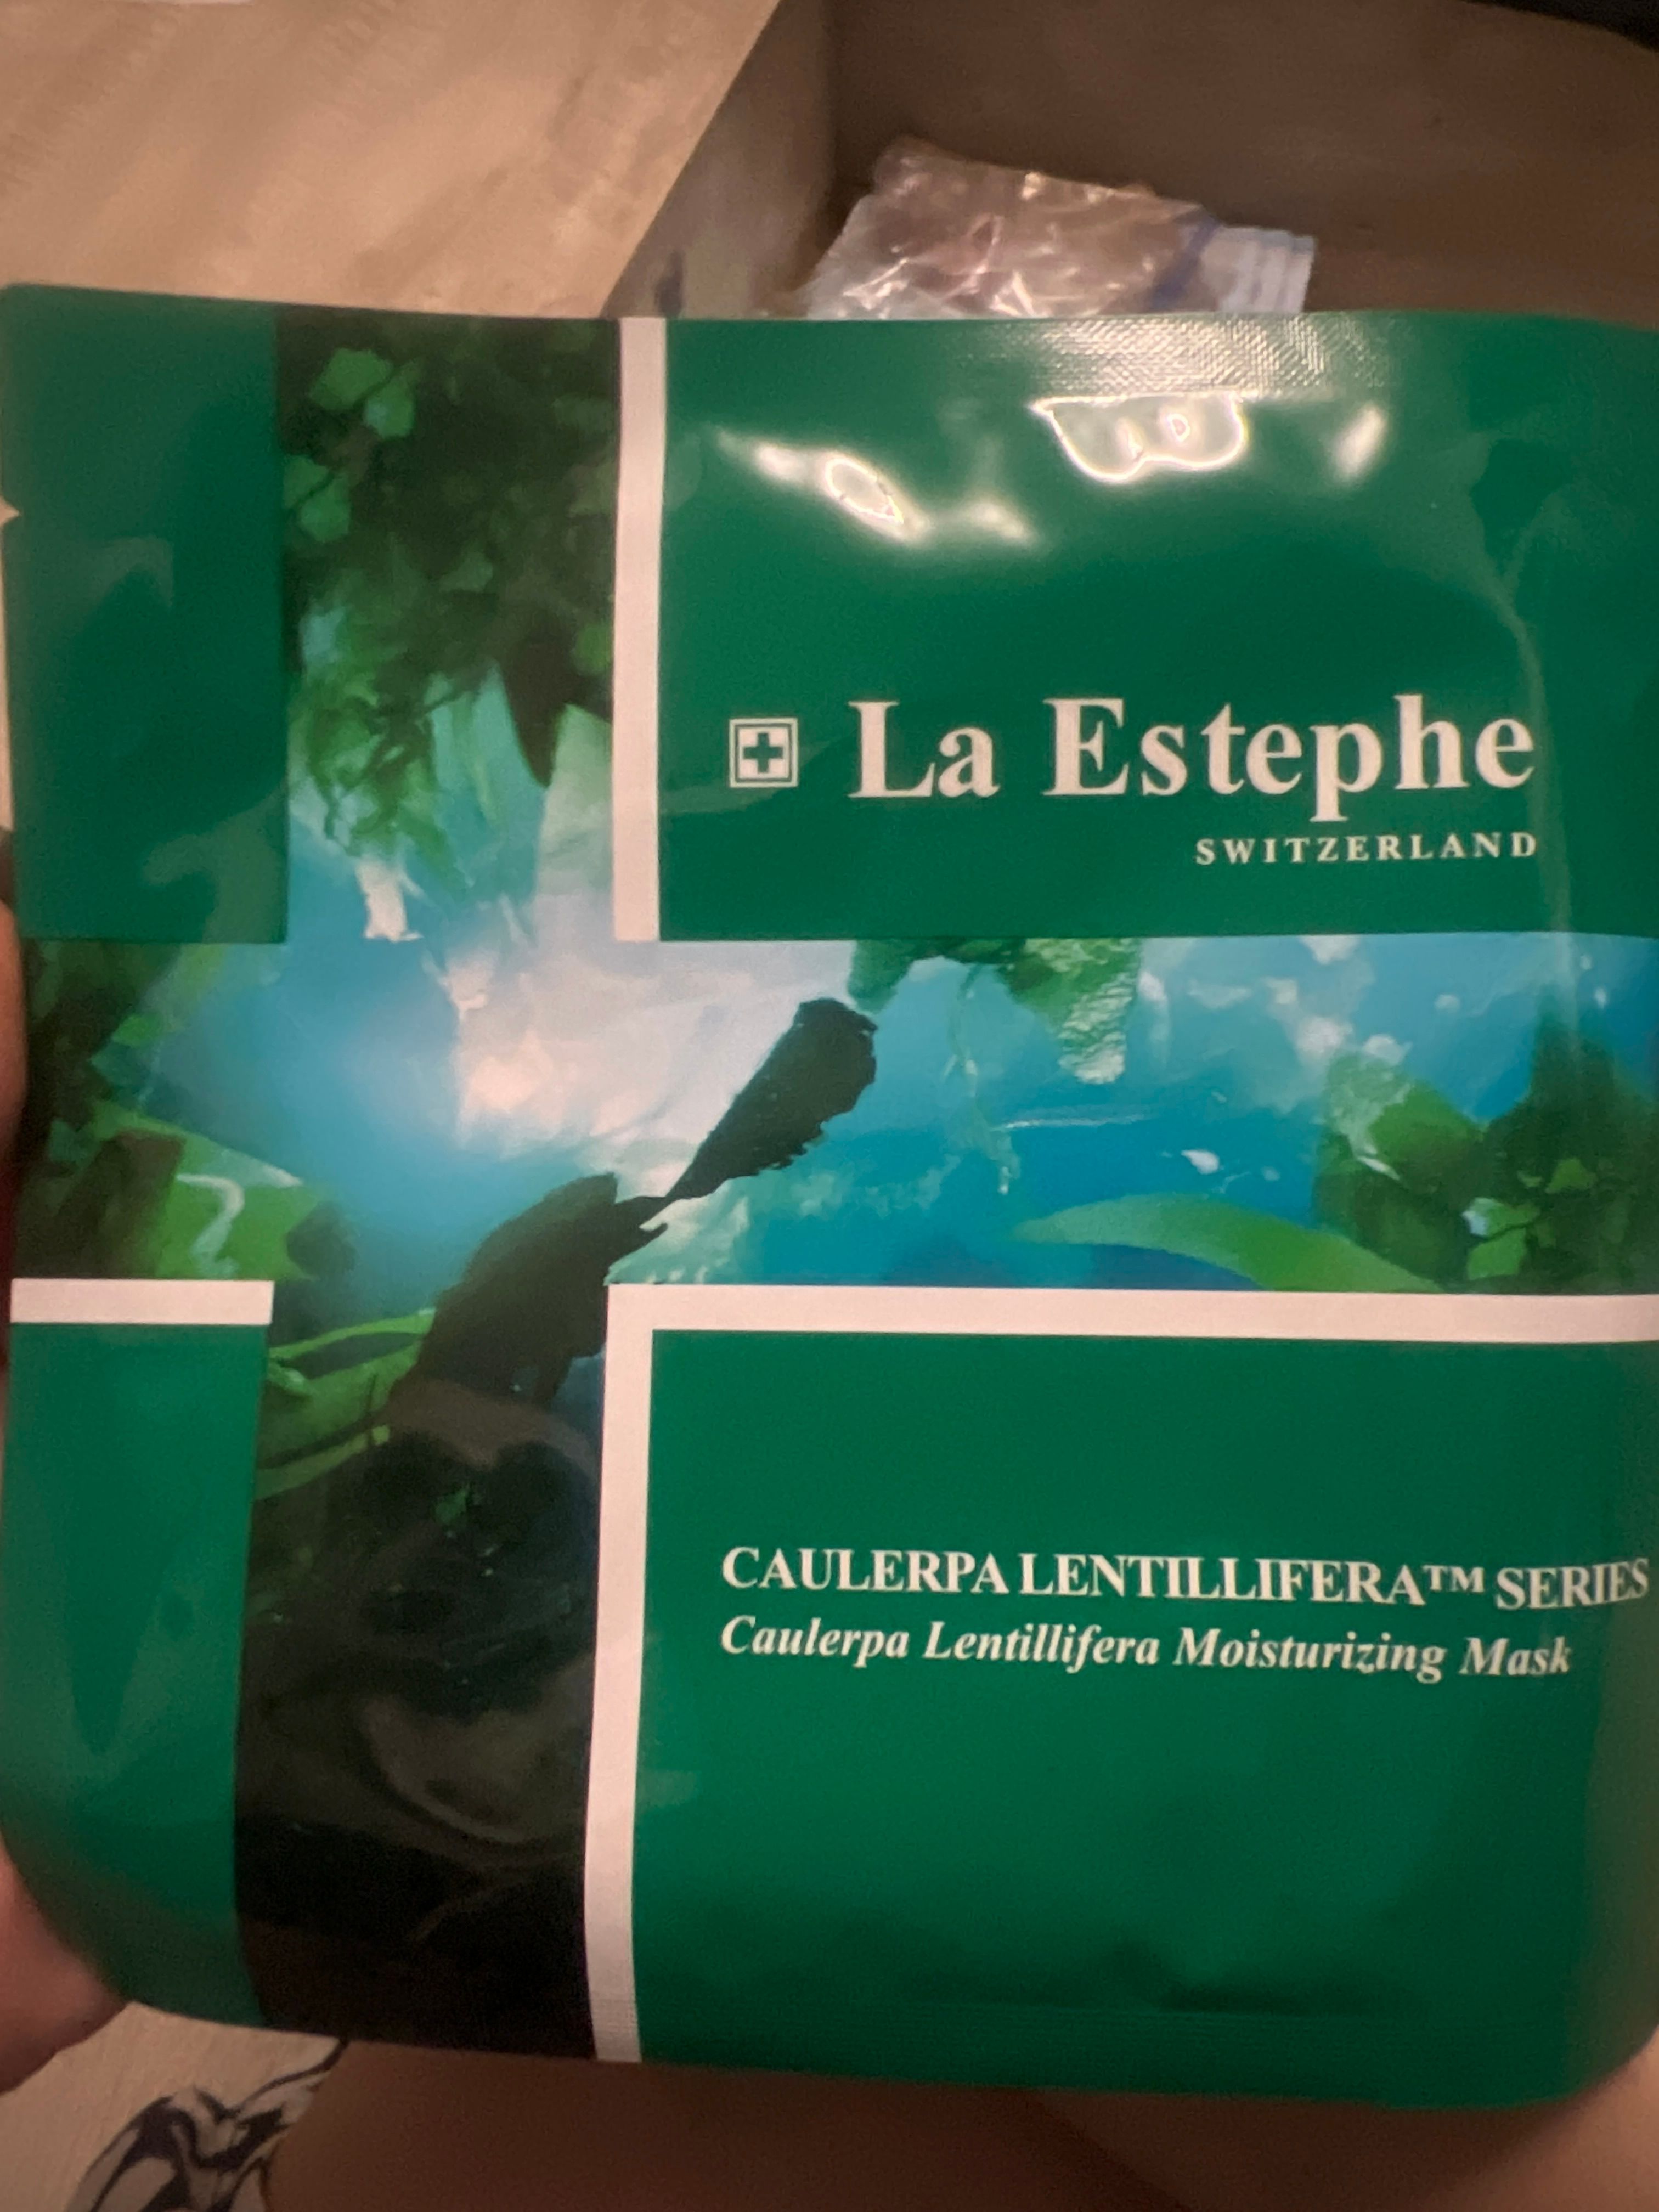 La Estephe
SWITZERLAND
CAULERPA LENTILLIFERA™ SERIES
Caulerpa Lentillifera Moisturizing Mask